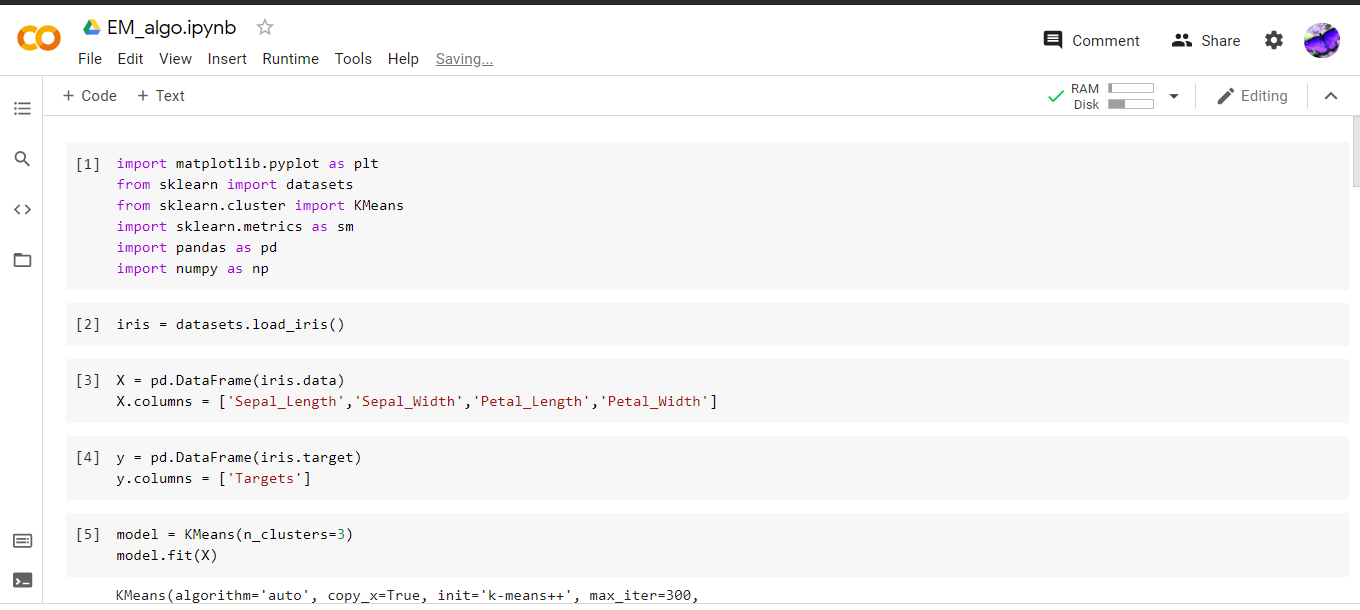 EM_algo.ipynb
File Edit View Insert Runtime Tools Help Saving...
Comment Share
+ Code + Text
RAM
Disk
Editing
[1] import matplotlib.pyplot as plt
from sklearn import datasets
from sklearn.cluster import KMeans
import sklearn.metrics as sm
import pandas as pd
import numpy as np
[2] iris = datasets.load_iris()
[3] X = pd.DataFrame(iris.data)
X.columns = ['Sepal_Length','Sepal_Width','Petal_Length','Petal_Width']
[4] y = pd.DataFrame(iris.target)
y.columns = ['Targets']
[5] model = KMeans(n_clusters=3)
model.fit(X)
KMeans(algorithm='auto', copy_x=True, init='k-means++', max_iter=300,